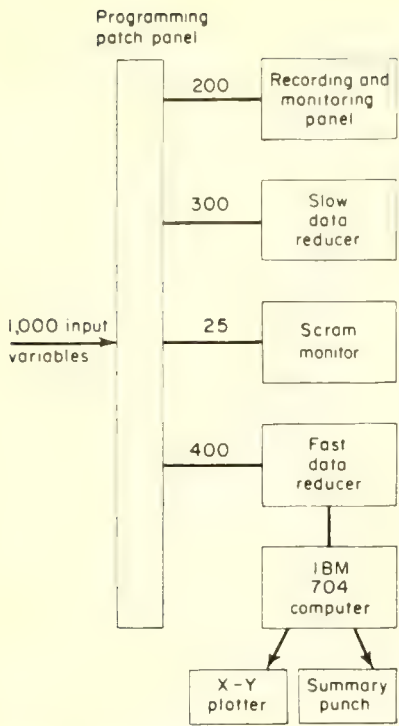 Programming
patch panel
200
Recording and
monitoring
panel
300
Slow
data
reducer
1,000 input
variables
25
Scram
monitor
400
Fast
data
reducer
IBM
704
computer
X-Y
plotter
Summary
punch